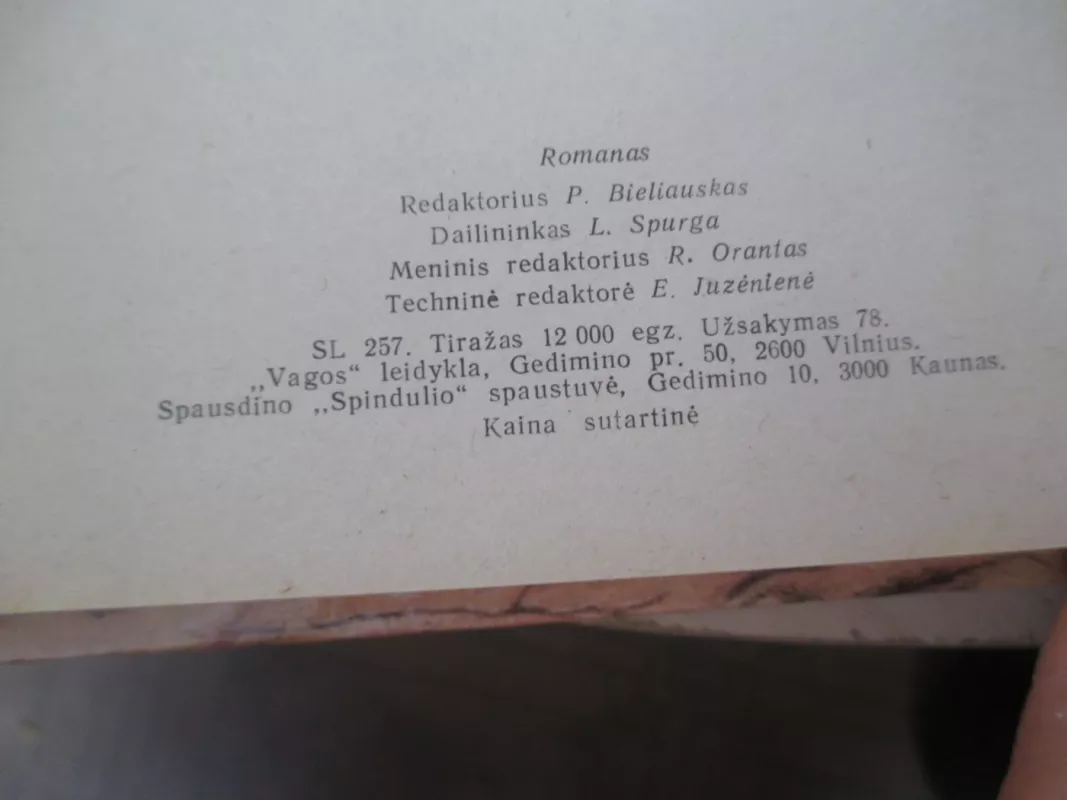 Romanas
Redaktorius P. Bieliauskas
Dailininkas L. Spurga
Meninis redaktorius R. Orantas
Techninė redaktorė E. Juzėnienė
SL 257. Tiražas 12 000 egz. Užsakymas 78.
„Vagos“ leidykla, Gedimino pr. 50, 2600 Vilnius.
Spausdino „Spindulio“ spaustuvė, Gedimino 10, 3000 Kaunas.
Kaina sutartinė